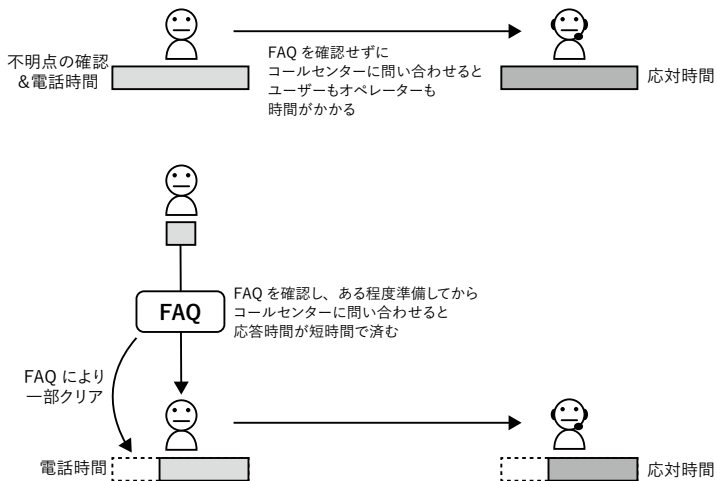 不明点の確認
&電話時間
FAQ を確認せずに
コールセンターに問い合わせると
ユーザーもオペレーターも
時間がかかる
応対時間
FAQ
FAQ を確認し、ある程度準備してから
コールセンターに問い合わせると
応答時間が短時間で済む
FAQ により
一部クリア
電話時間
応対時間